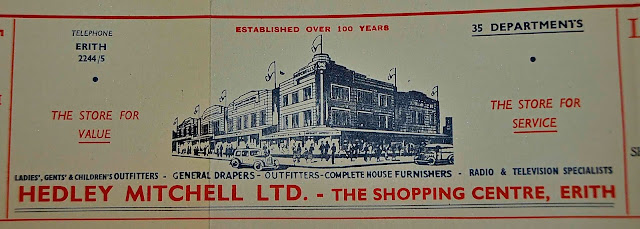 TELEPHONE
ERITH
2244/5
THE STORE FOR
VALUE
ESTABLISHED OVER 100 YEARS
35 DEPARTMENTS
THE STORE FOR
SERVICE
LADIES', GENTS' & CHILDREN'S OUTFITTERS - GENERAL DRAPERS - OUTFITTERS-COMPLETE HOUSE FURNISHERS - RADIO & TELEVISION SPECIALISTS
HEDLEY MITCHELL LTD. - THE SHOPPING CENTRE, ERITH